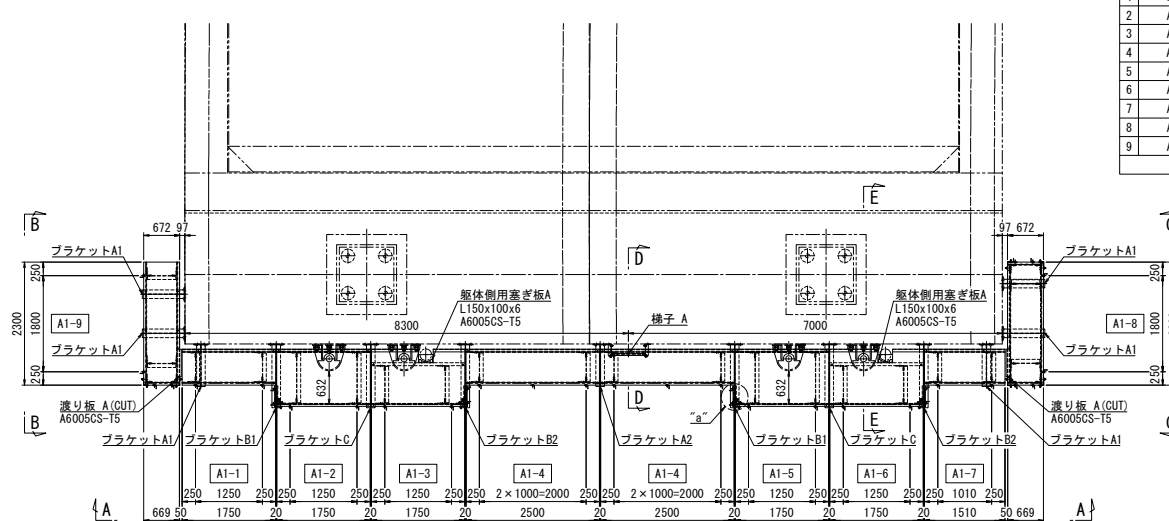 1
2 A
3 A
4 A
5 A
6 A
7 A
8 A
9 A
B
E
672 97
97 672
ブラケットA1
D
ブラケットA1
250
躯体側用塞ぎ板A
L150x100x6
A6005CS-T5
8300
梯子 A
7000
躯体側用塞ぎ板A
L150x100x6
A6005CS-T5
250
2300
1800
A1-9
A1-8
1800
ブラケットA1
ブラケットA1
250
632
632
250
渡り板 A(CUT)
A6005CS-T5
D
"a"
E
渡り板 A(CUT)
A6005CS-T5
B
ブラケットA1
ブラケットB1
ブラケットC
ブラケットB2
ブラケットA2
ブラケットB1
ブラケットC
ブラケットB2
ブラケットA1
A1-1
A1-2
A1-3
A1-4
A1-4
A1-5
A1-6
A1-7
250 1250 250 250 1250 250 250 1250 250 250 2×1000=2000 250 250 2×1000=2000 250 250 1250 250 250 1250 250 250 1010 250
A
669 50 1750 20 1750 20 1750 20 2500 20 2500 20 1750 20 1750 20 1510 50 669
A